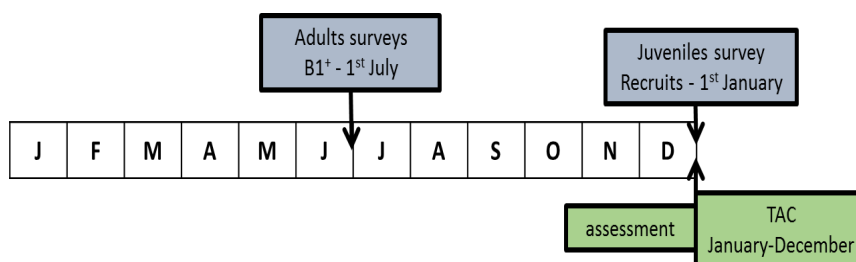 Adults surveys
B1⁺ - 1ˢᵗ July
Juveniles survey
Recruits - 1ˢᵗ January
J F M A M J J A S O N D
assessment
TAC
January-December